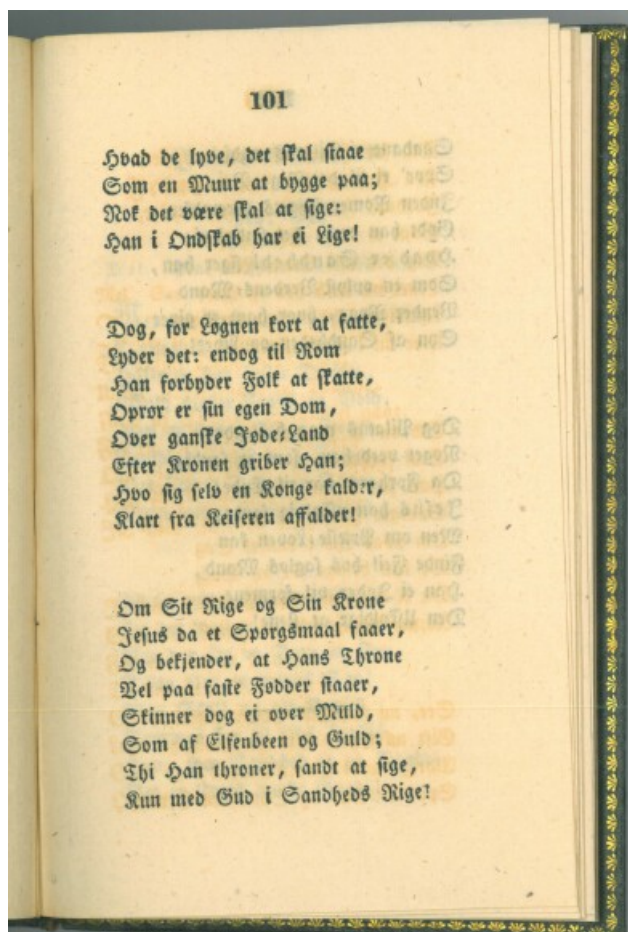 101
Hvad de lyve, det skal staae
Som en Muur at bygge paa;
Nok det være skal at sige:
Han i Ondskab har ei Lige!
Dog, for Løgnen kort at fatte,
Lyder det: endog til Rom
Han forbyder Folk at skatte,
Oprør er sin egen Dom,
Over ganske Jøde-Land
Efter Kronen griber Han;
Hvo sig selv en Konge kalder,
Klart fra Keiseren affalder!
Om Sit Rige og Sin Krone
Jesus da et Spørgsmaal faaer,
Og bekjender, at Hans Throne
Vel paa faste Fødder staaer,
Skinner dog ei over Muld,
Som af Elfenbeen og Guld;
Thi Han throner, sandt at sige,
Kun med Gud i Sandheds Rige!